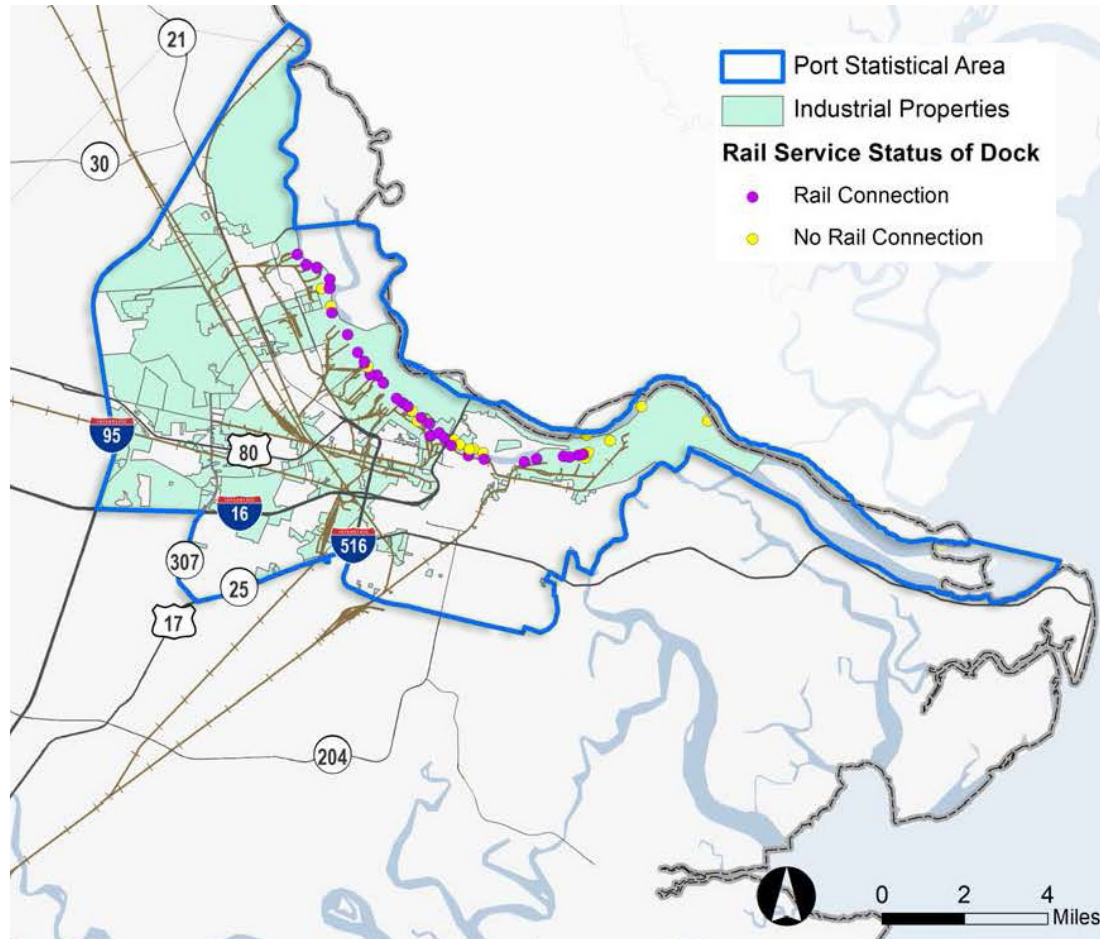 21
30
Port Statistical Area
Industrial Properties
Rail Service Status of Dock
Rail Connection
No Rail Connection
95
80
16
516
307
25
17
204
0 2 4
Miles